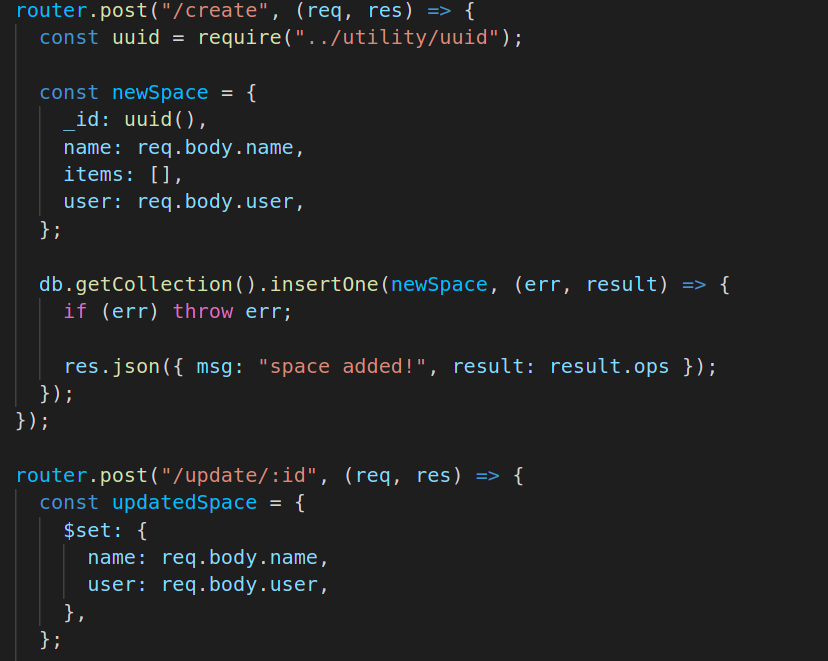 router.post("/create", (req, res) => {
const uuid = require("../utility/uuid");
const newSpace = {
_id: uuid(),
name: req.body.name,
items: [],
user: req.body.user,
};
db.getCollection().insertOne(newSpace, (err, result) => {
if (err) throw err;
res.json({ msg: "space added!", result: result.ops });
});
});
router.post("/update/:id", (req, res) => {
const updatedSpace = {
$set: {
name: req.body.name,
user: req.body.user,
},
};